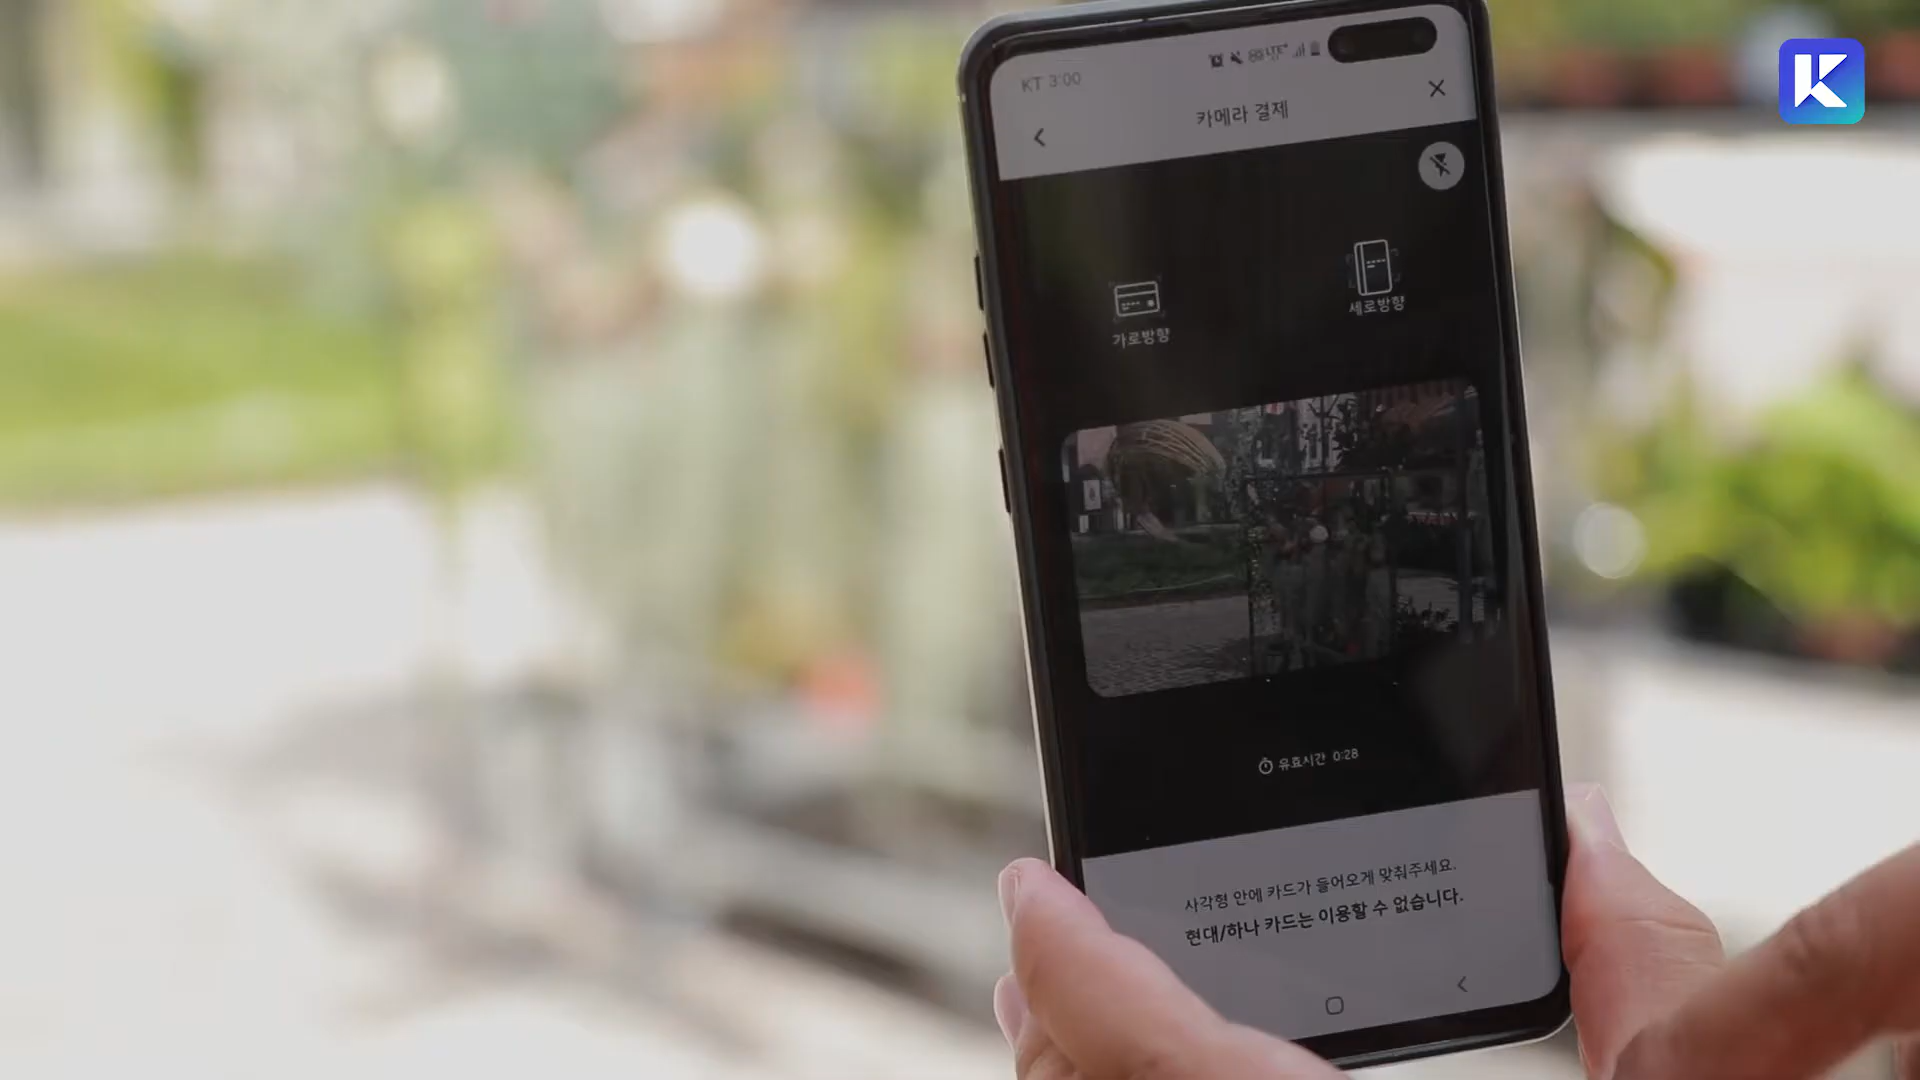 KT 3:00
카메라 결제
가로방향
세로방향
유효시간 0:28
사각형 안에 카드가 들어오게 맞춰주세요.
현대/하나 카드는 이용할 수 없습니다.